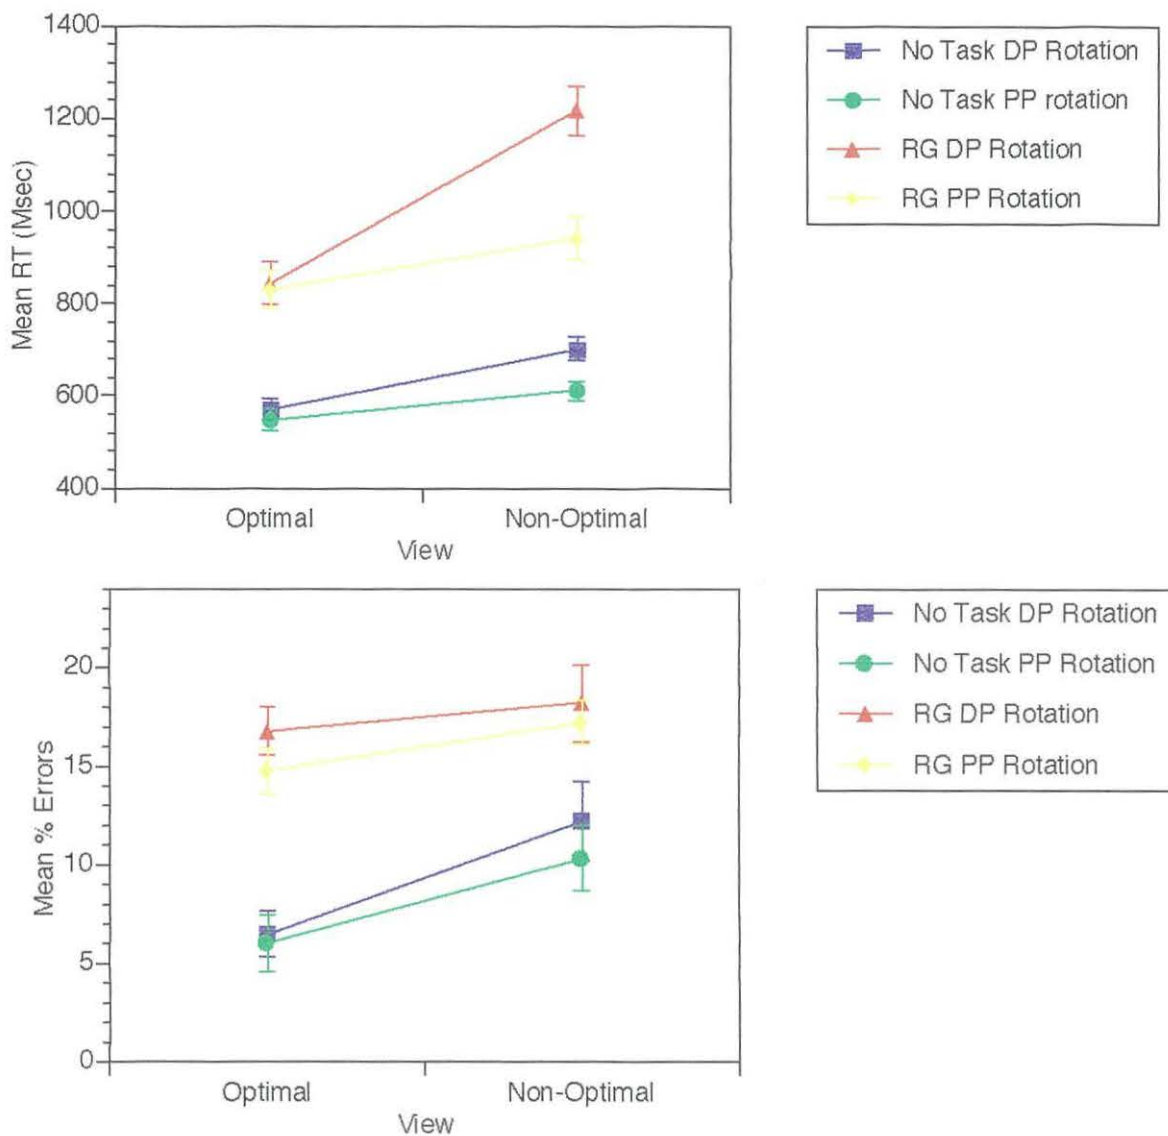 1400
1200
1000
800
600
400
Mean RT (Msec)
Optimal
Non-Optimal
View
No Task DP Rotation
No Task PP rotation
RG DP Rotation
RG PP Rotation
20
15
10
5
0
Mean % Errors
Optimal
Non-Optimal
View
No Task DP Rotation
No Task PP Rotation
RG DP Rotation
RG PP Rotation